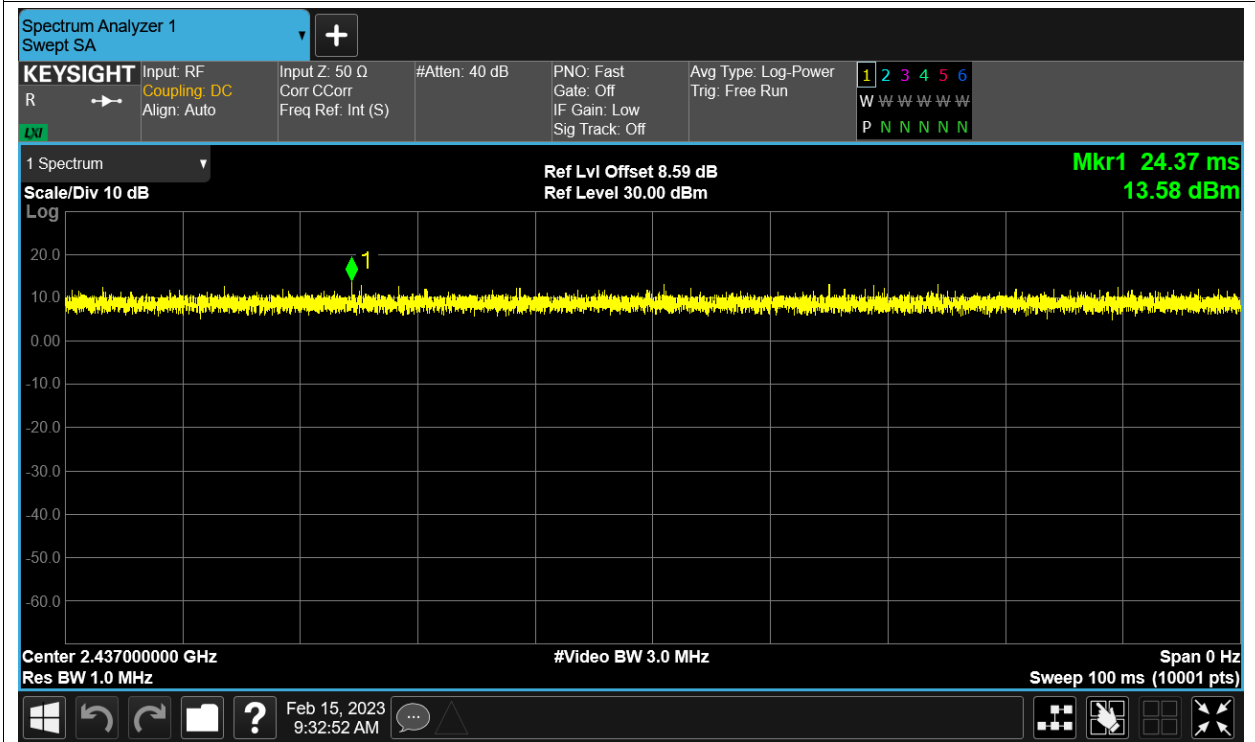 Spectrum Analyzer 1
Swept SA
KEYSIGHT
R
LXI
Input: RF
Coupling: DC
Align: Auto
Input Z: 50 Ω
Corr CCorr
Freq Ref: Int (S)
#Atten: 40 dB
PNO: Fast
Gate: Off
IF Gain: Low
Sig Track: Off
Avg Type: Log-Power
Trig: Free Run
1 2 3 4 5 6
W W W W W W
P N N N N N
1 Spectrum
Scale/Div 10 dB
Log
Ref Lvl Offset 8.59 dB
Ref Level 30.00 dBm
Mkr1 24.37 ms
13.58 dBm
1
20.0
10.0
0.00
-10.0
-20.0
-30.0
-40.0
-50.0
-60.0
Center 2.437000000 GHz
Res BW 1.0 MHz
#Video BW 3.0 MHz
Span 0 Hz
Sweep 100 ms (10001 pts)
?
Feb 15, 2023
9:32:52 AM